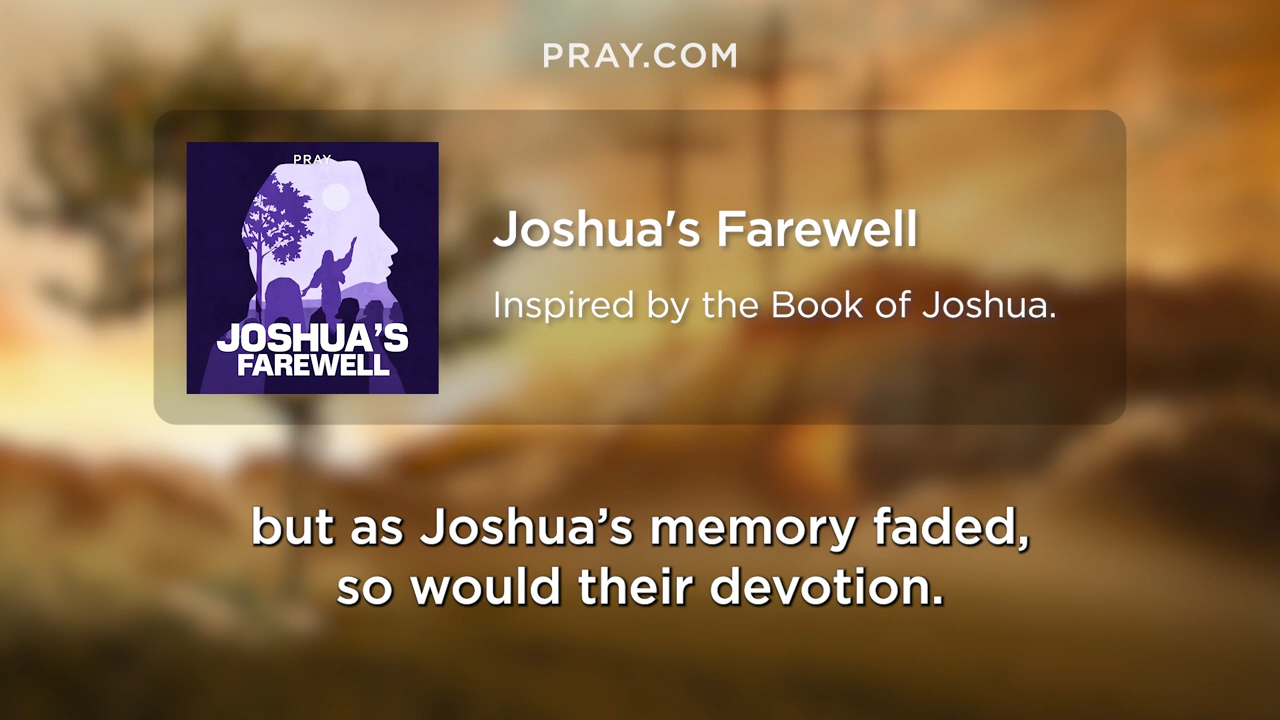 PRAY.COM
PRAY
JOSHUA’S
FAREWELL
Joshua's Farewell
Inspired by the Book of Joshua.
but as Joshua’s memory faded,
so would their devotion.